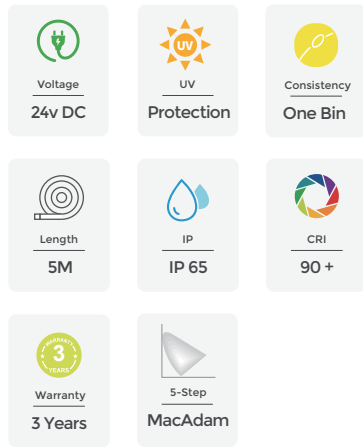 Voltage
24v DC
UV
UV
Protection
Consistency
One Bin
Length
5M
IP
IP 65
CRI
90 +
WARRANTY
3
YEARS
Warranty
3 Years
5-Step
MacAdam